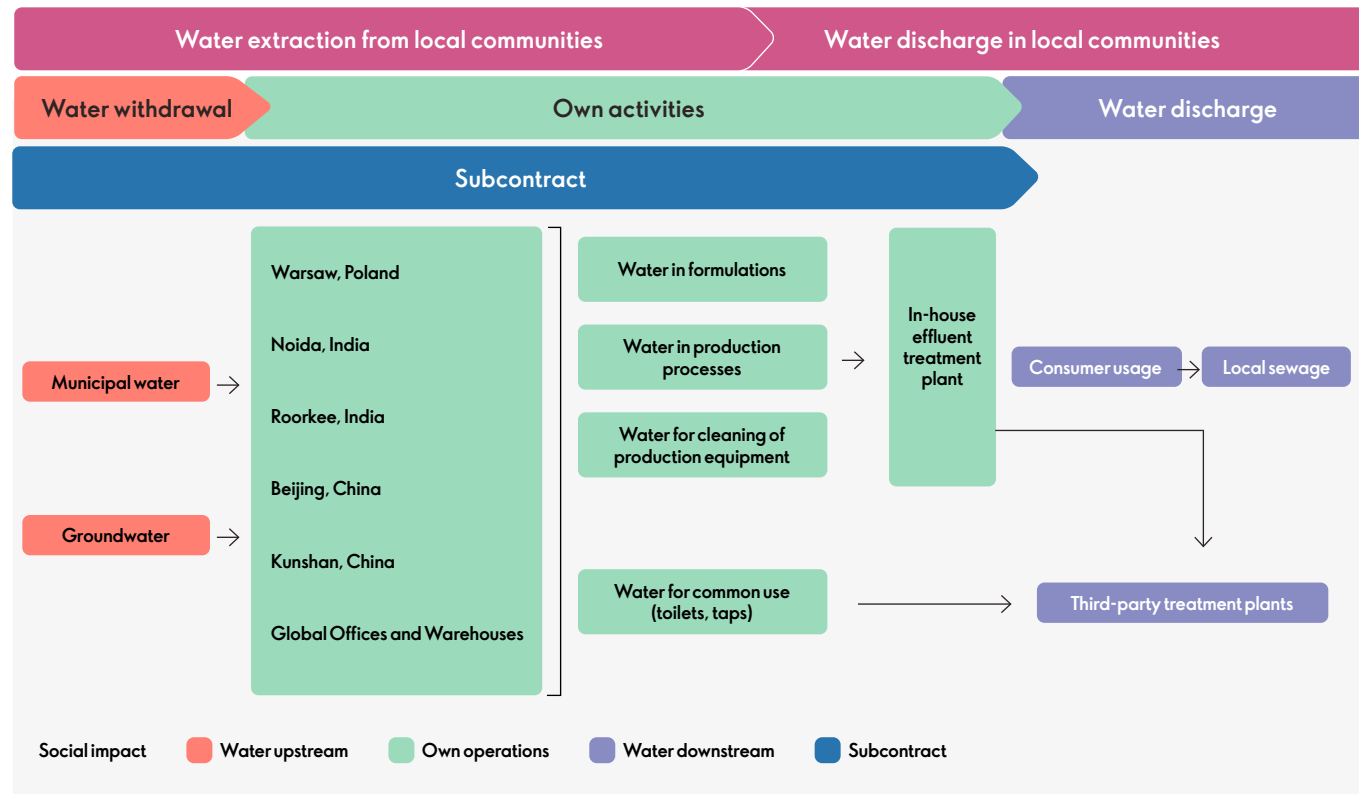 Water extraction from local communities
Water discharge in local communities
Water withdrawal
Own activities
Water discharge
Subcontract
Municipal water
Groundwater
Warsaw, Poland
Noida, India
Roorkee, India
Beijing, China
Kunshan, China
Global Offices and Warehouses
Water in formulations
Water in production
processes
Water for cleaning of
production equipment
Water for common use
(toilets, taps)
In-house
effluent
treatment
plant
Consumer usage
Local sewage
Third-party treatment plants
Social impact
Water upstream
Own operations
Water downstream
Subcontract